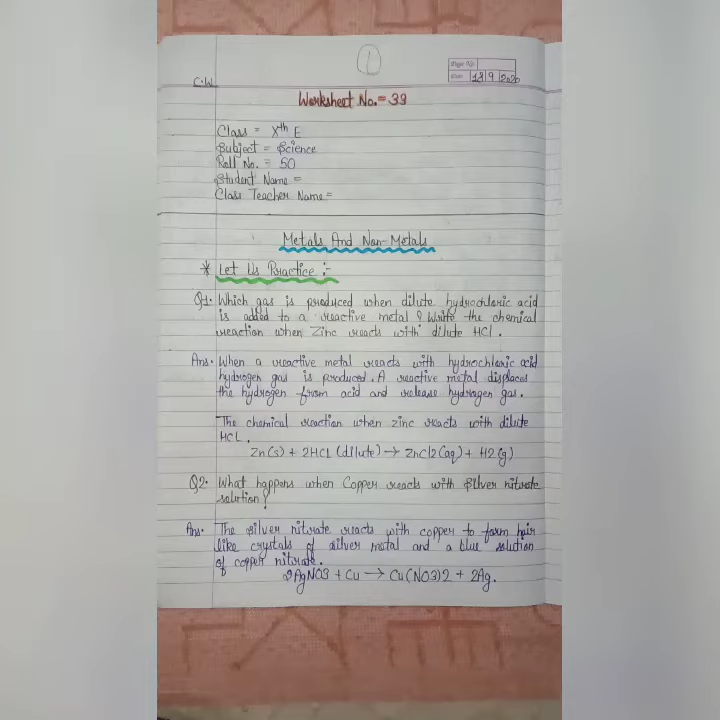 1
Page No.
Date 13 9 2020
C.W.
Worksheet No. = 39
Class = Xth E
Subject = Science
Roll No. = 50
Student Name =
Class Teacher Name =
Metals And Non-Metals
* Let Us Practice :-
Q1. Which gas is produced when dilute hydrochloric acid
is added to a reactive metal? Write the chemical
reaction when Zinc reacts with dilute HCl.
Ans. When a reactive metal reacts with hydrochloric acid
hydrogen gas is produced. A reactive metal displaces
the hydrogen from acid and release hydrogen gas.
The chemical reaction when zinc reacts with dilute
HCL.
Zn(s) + 2HCL (dilute) → ZnCl2(aq) + H2(g)
Q2. What happens when Copper reacts with Silver nitrate
solution?
Ans. The silver nitrate reacts with copper to form hair
like crystals of silver metal and a blue solution
of copper nitrate.
2AgNO3 + Cu → Cu(NO3)2 + 2Ag.